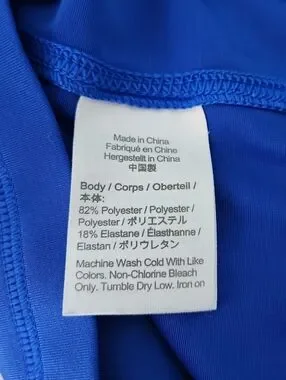 Made in China
Fabriqué en Chine
Hergestellt in China
中国製
Body / Corps / Oberteil /
本体:
82% Polyester / Polyester /
Polyester / ポリエステル
18% Elastane / Élasthanne /
Elastan / ポリウレタン
Machine Wash Cold With Like
Colors. Non-Chlorine Bleach
Only. Tumble Dry Low. Iron on